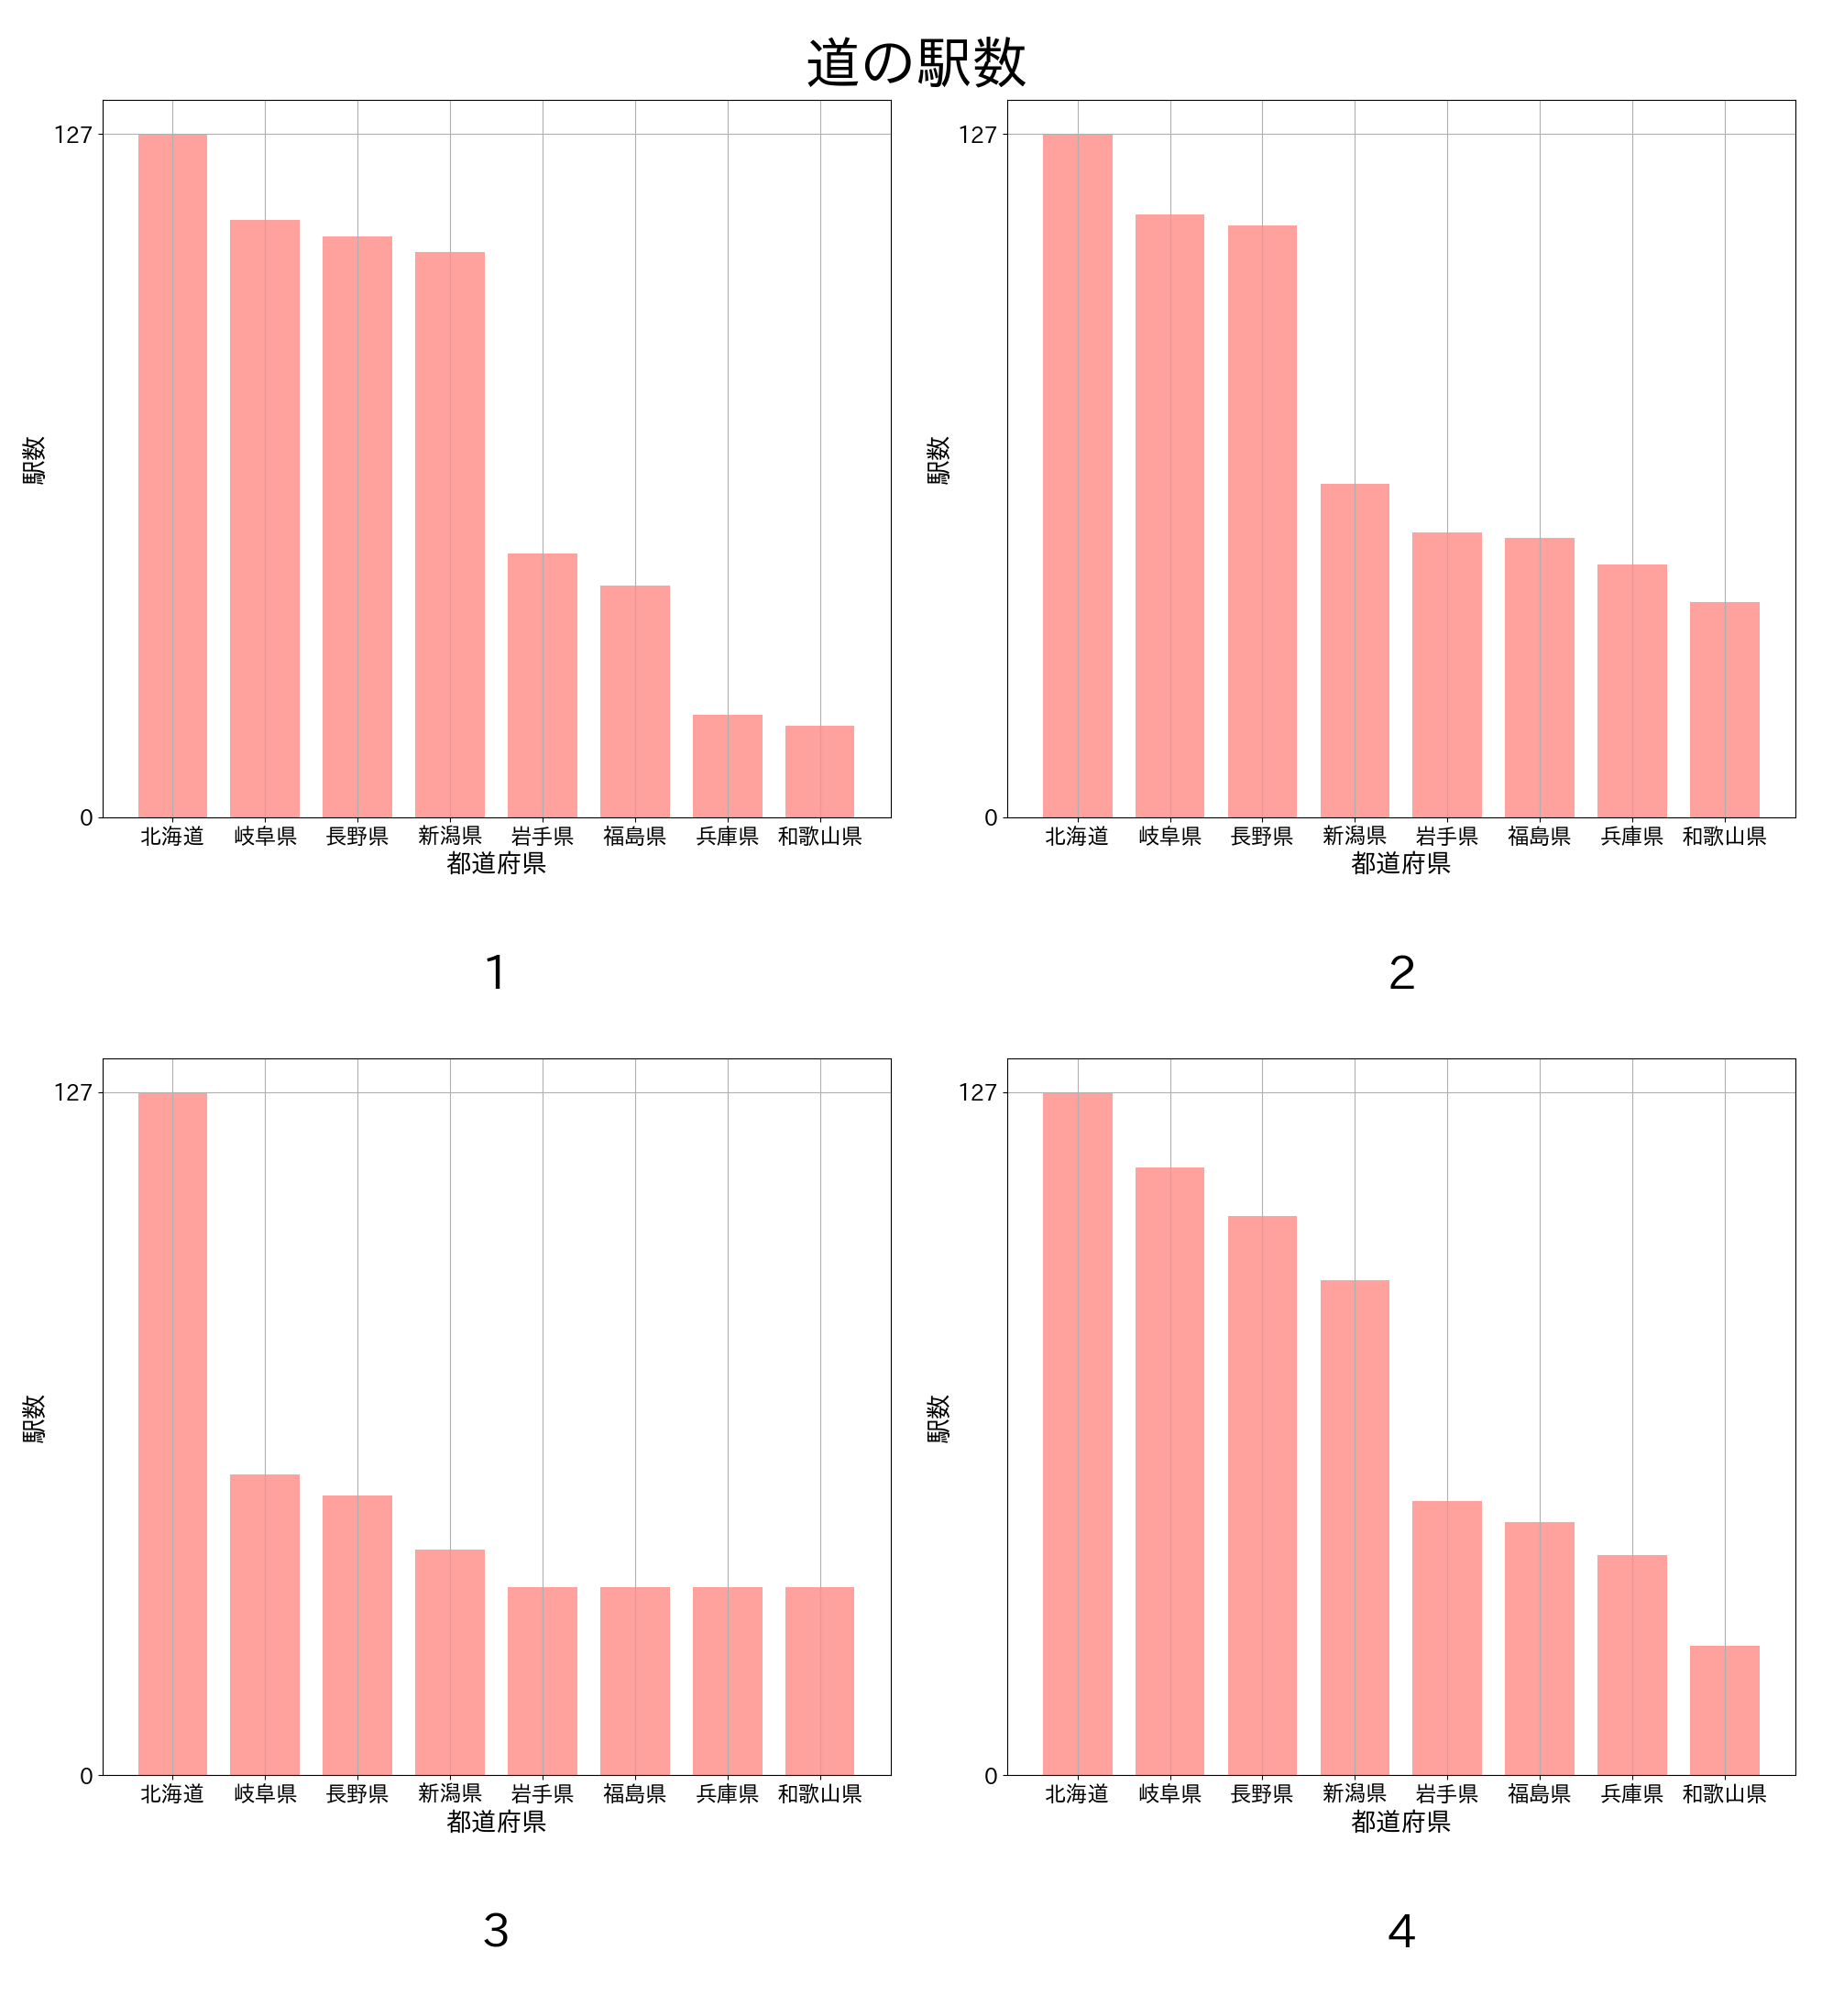 道の駅数
127
駅数
0
北海道 岐阜県 長野県 新潟県 岩手県 福島県 兵庫県 和歌山県
都道府県
1
127
駅数
0
北海道 岐阜県 長野県 新潟県 岩手県 福島県 兵庫県 和歌山県
都道府県
2
127
駅数
0
北海道 岐阜県 長野県 新潟県 岩手県 福島県 兵庫県 和歌山県
都道府県
3
127
駅数
0
北海道 岐阜県 長野県 新潟県 岩手県 福島県 兵庫県 和歌山県
都道府県
4